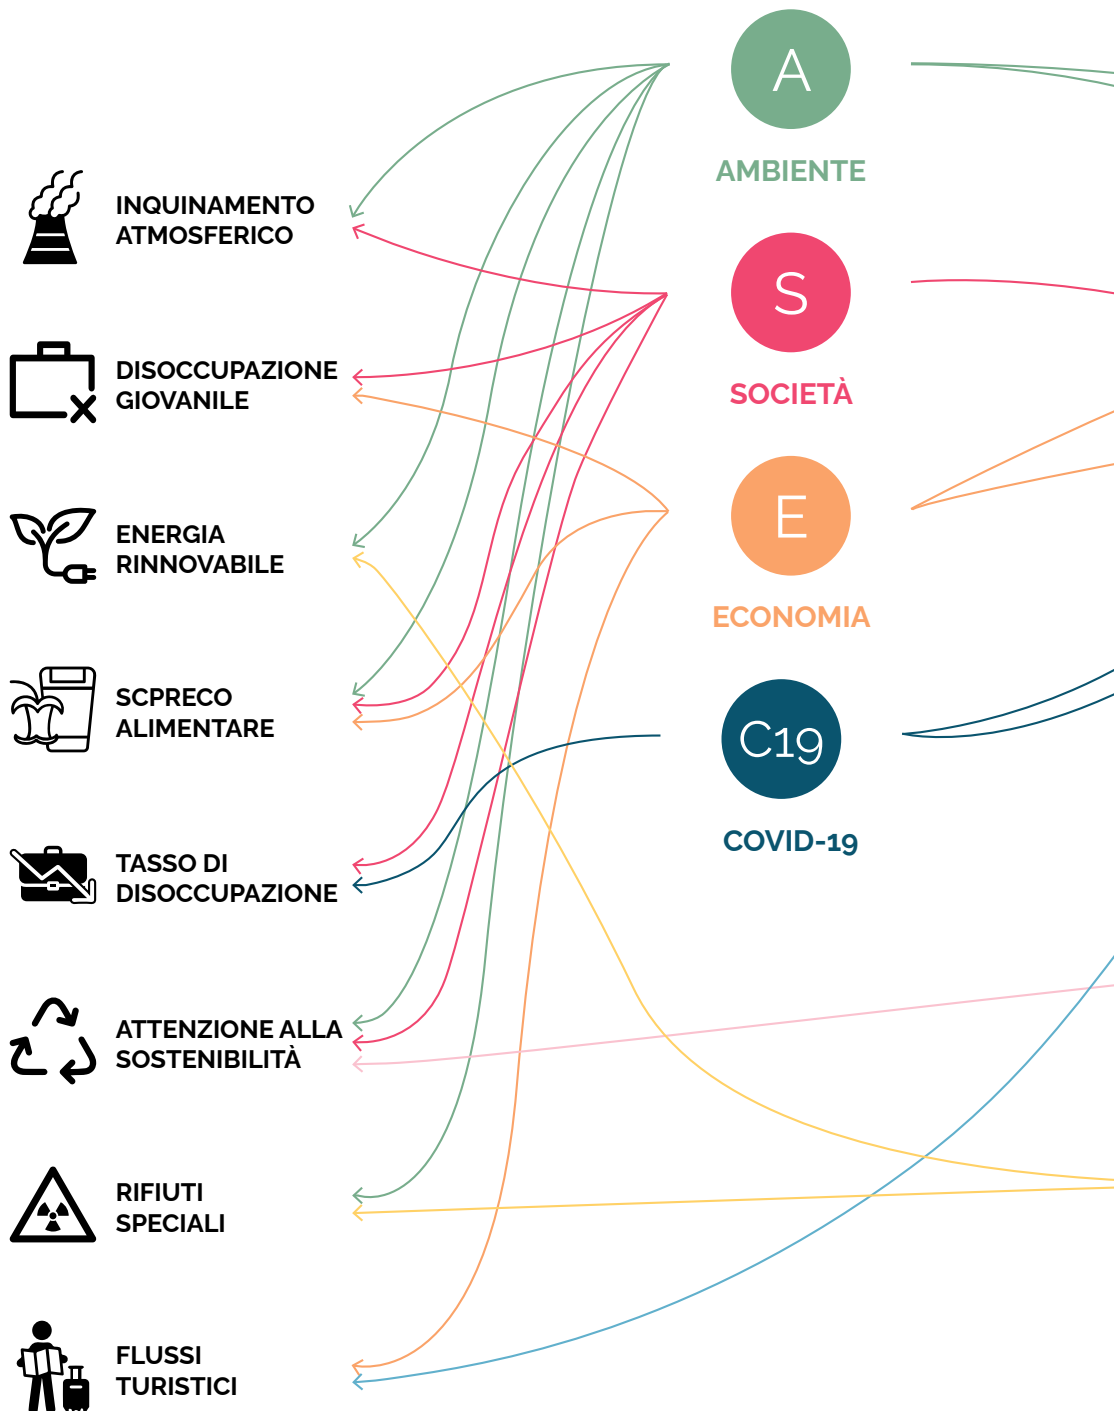 INQUINAMENTO
ATMOSFERICO
DISOCCUPAZIONE
GIOVANILE
ENERGIA
RINNOVABILE
SCPRECO
ALIMENTARE
TASSO DI
DISOCCUPAZIONE
ATTENZIONE ALLA
SOSTENIBILITÀ
RIFIUTI
SPECIALI
FLUSSI
TURISTICI
A
AMBIENTE
S
SOCIETÀ
E
ECONOMIA
C19
COVID-19